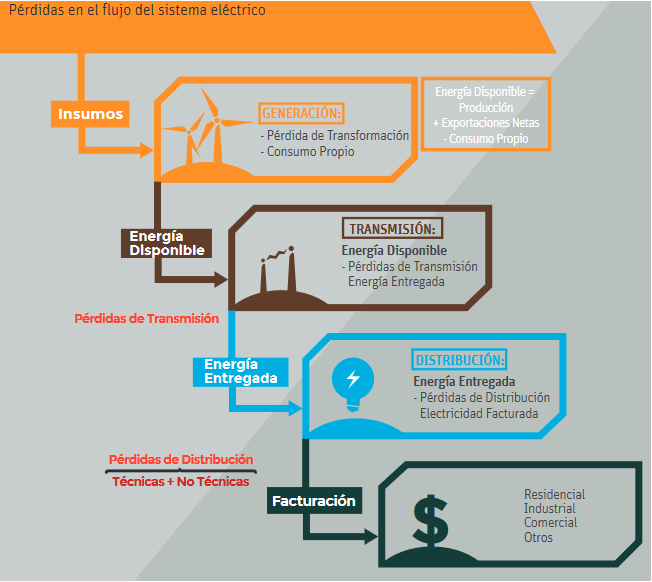 Pérdidas en el flujo del sistema eléctrico
Insumos
GENERACIÓN:
- Pérdida de Transformación
- Consumo Propio
Energía Disponible =
Producción
+ Exportaciones Netas
- Consumo Propio
Energía
Disponible
TRANSMISIÓN:
Energía Disponible
- Pérdidas de Transmisión
Energía Entregada
Pérdidas de Transmisión
Energía
Entregada
DISTRIBUCIÓN:
Energía Entregada
- Pérdidas de Distribución
Electricidad Facturada
Pérdidas de Distribución
Técnicas + No Técnicas
Facturación
$
Residencial
Industrial
Comercial
Otros